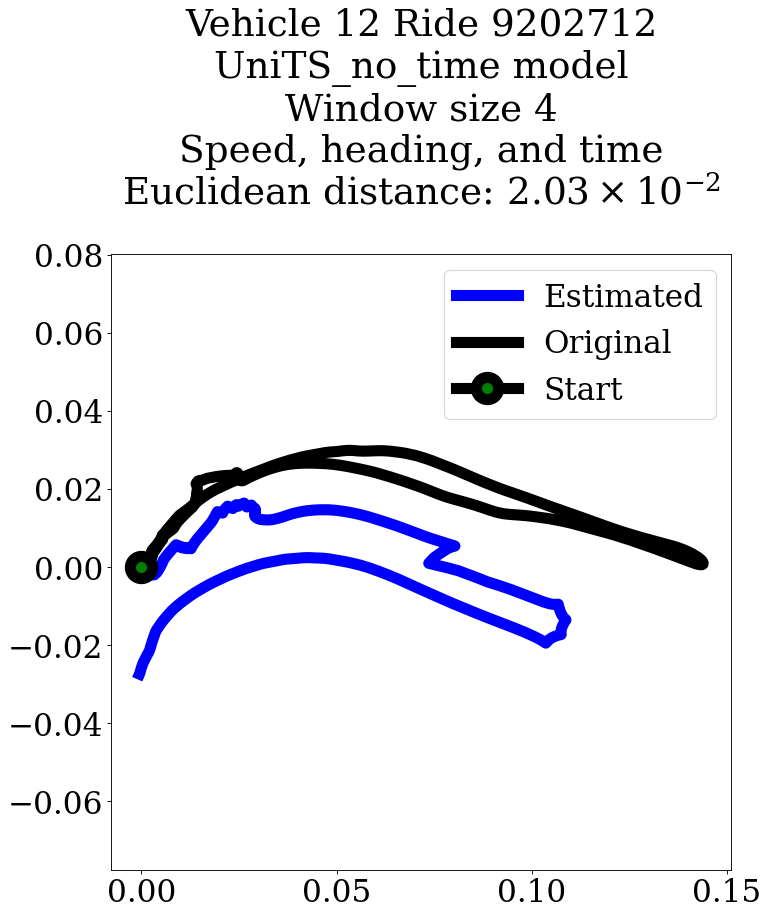 Vehicle 12 Ride 9202712
UniTS_no_time model
Window size 4
Speed, heading, and time
Euclidean distance: 2.03 × 10⁻²
0.08
0.06
0.04
0.02
0.00
−0.02
−0.04
−0.06
Estimated
Original
Start
0.00 0.05 0.10 0.15